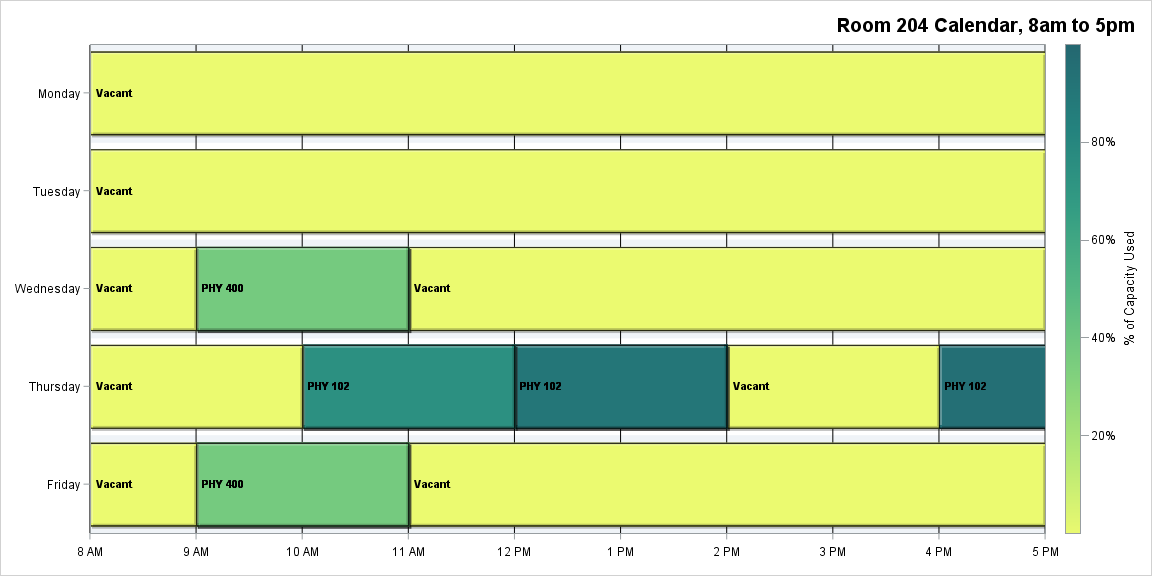 Room 204 Calendar, 8am to 5pm
Monday
Vacant
Tuesday
Vacant
Wednesday
Vacant
PHY 400
Vacant
Thursday
Vacant
PHY 102
PHY 102
Vacant
PHY 102
Friday
Vacant
PHY 400
Vacant
8 AM
9 AM
10 AM
11 AM
12 PM
1 PM
2 PM
3 PM
4 PM
5 PM
80%
60%
40%
20%
% of Capacity Used